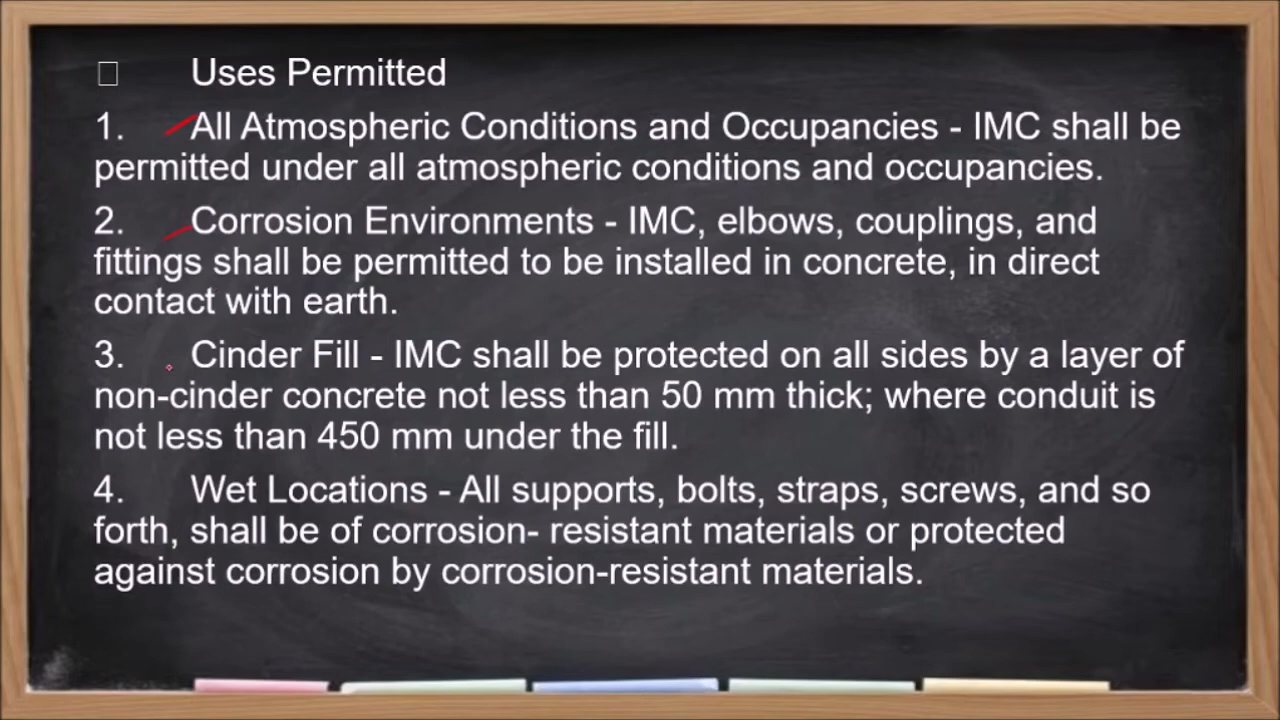 Uses Permitted
1. All Atmospheric Conditions and Occupancies - IMC shall be
permitted under all atmospheric conditions and occupancies.
2. Corrosion Environments - IMC, elbows, couplings, and
fittings shall be permitted to be installed in concrete, in direct
contact with earth.
3. Cinder Fill - IMC shall be protected on all sides by a layer of
non-cinder concrete not less than 50 mm thick; where conduit is
not less than 450 mm under the fill.
4. Wet Locations - All supports, bolts, straps, screws, and so
forth, shall be of corrosion- resistant materials or protected
against corrosion by corrosion-resistant materials.